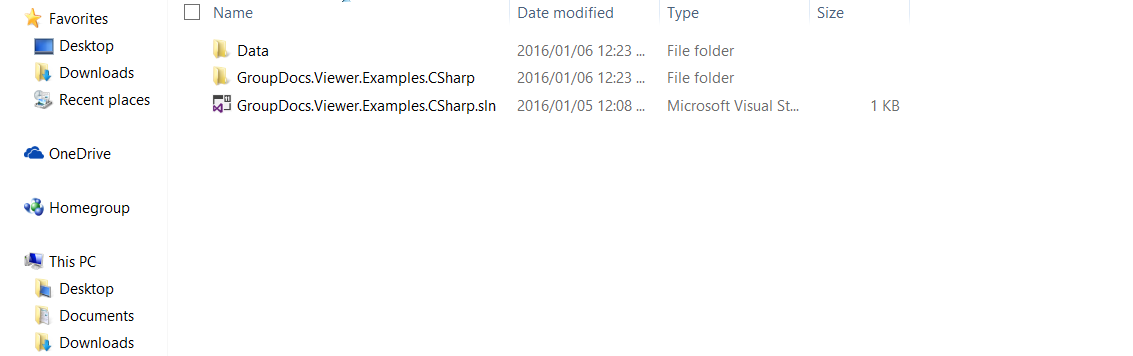 Favorites
Desktop
Downloads
Recent places
OneDrive
Homegroup
This PC
Desktop
Documents
Downloads
Name Date modified Type Size
Data 2016/01/06 12:23 ... File folder
GroupDocs.Viewer.Examples.CSharp 2016/01/06 12:23 ... File folder
GroupDocs.Viewer.Examples.CSharp.sln 2016/01/05 12:08 ... Microsoft Visual St... 1 KB